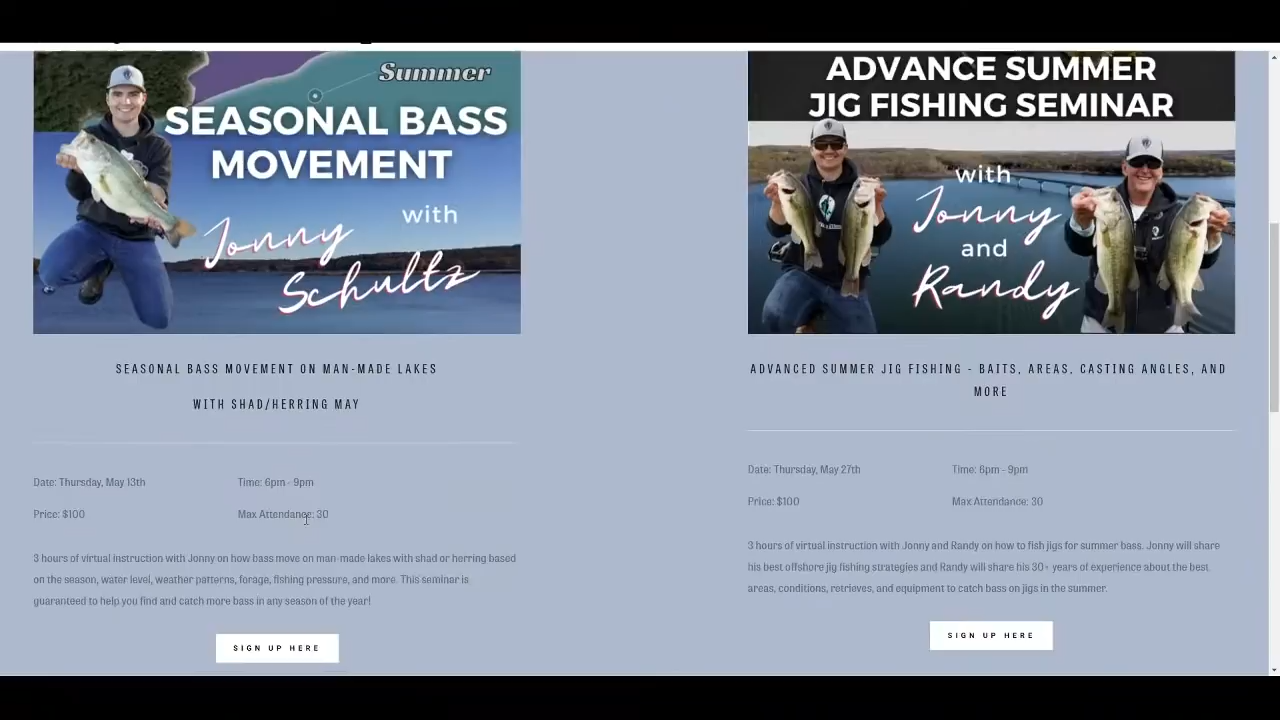 Summer
SEASONAL BASS
MOVEMENT
with
Jonny
Schultz
SEASONAL BASS MOVEMENT ON MAN-MADE LAKES
WITH SHAD/HERRING MAY
Date: Thursday, May 13th
Time: 6pm - 9pm
Price: $100
Max Attendance: 30
3 hours of virtual instruction with Jonny on how bass move on man-made lakes with shad or herring based
on the season, water level, weather patterns, forage, fishing pressure, and more. This seminar is
guaranteed to help you find and catch more bass in any season of the year!
SIGN UP HERE
ADVANCE SUMMER
JIG FISHING SEMINAR
with
Jonny
and
Randy
ADVANCED SUMMER JIG FISHING - BAITS, AREAS, CASTING ANGLES, AND
MORE
Date: Thursday, May 27th
Time: 6pm - 9pm
Price: $100
Max Attendance: 30
3 hours of virtual instruction with Jonny and Randy on how to fish jigs for summer bass. Jonny will share
his best offshore jig fishing strategies and Randy will share his 30+ years of experience about the best
areas, conditions, retrieves, and equipment to catch bass on jigs in the summer.
SIGN UP HERE